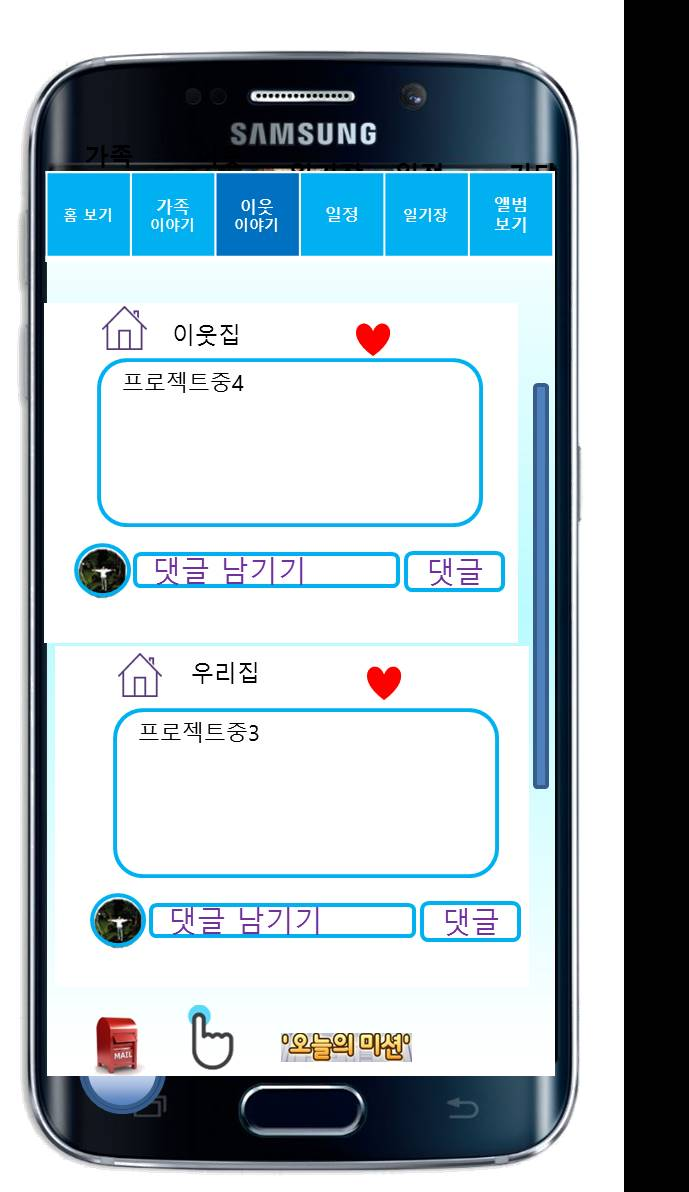 SAMSUNG
가족
홈 보기
가족
이야기
이웃
이야기
일정
일기장
앨범
보기
이웃집
프로젝트중4
댓글 남기기
댓글
우리집
프로젝트중3
댓글 남기기
댓글
MAIL
'오늘의 미션'